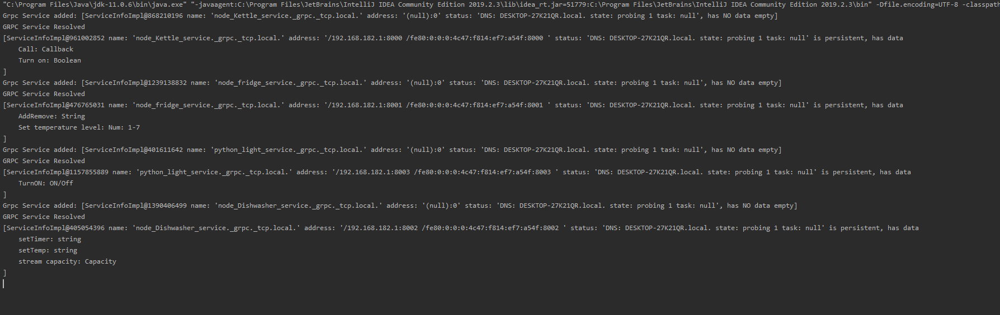 "C:\Program Files\Java\jdk-11.0.6\bin\java.exe" "-javaagent:C:\Program Files\JetBrains\IntelliJ IDEA Community Edition 2019.2.3\lib\idea_rt.jar=51779:C:\Program Files\JetBrains\IntelliJ IDEA Community Edition 2019.2.3\bin" -Dfile.encoding=UTF-8 -classpath
Grpc Service added: [ServiceInfoImpl@868210196 name: 'node_Kettle_service._grpc._tcp.local.' address: '(null):0' status: 'DNS: DESKTOP-27K21QR.local. state: probing 1 task: null', has NO data empty]
GRPC Service Resolved
[ServiceInfoImpl@961002852 name: 'node_Kettle_service._grpc._tcp.local.' address: '/192.168.182.1:8000 /fe80:0:0:0:4c47:f814:ef7:a54f:8000 ' status: 'DNS: DESKTOP-27K21QR.local. state: probing 1 task: null' is persistent, has data
Call: Callback
Turn on: Boolean
]
Grpc Service added: [ServiceInfoImpl@1239138832 name: 'node_fridge_service._grpc._tcp.local.' address: '(null):0' status: 'DNS: DESKTOP-27K21QR.local. state: probing 1 task: null', has NO data empty]
GRPC Service Resolved
[ServiceInfoImpl@476765031 name: 'node_fridge_service._grpc._tcp.local.' address: '/192.168.182.1:8001 /fe80:0:0:0:4c47:f814:ef7:a54f:8001 ' status: 'DNS: DESKTOP-27K21QR.local. state: probing 1 task: null' is persistent, has data
AddRemove: String
Set temperature level: Num: 1-7
]
Grpc Service added: [ServiceInfoImpl@401611642 name: 'python_light_service._grpc._tcp.local.' address: '(null):0' status: 'DNS: DESKTOP-27K21QR.local. state: probing 1 task: null', has NO data empty]
GRPC Service Resolved
[ServiceInfoImpl@1157855889 name: 'python_light_service._grpc._tcp.local.' address: '/192.168.182.1:8003 /fe80:0:0:0:4c47:f814:ef7:a54f:8003 ' status: 'DNS: DESKTOP-27K21QR.local. state: probing 1 task: null' is persistent, has data
TurnON: ON/Off
]
Grpc Service added: [ServiceInfoImpl@1390406499 name: 'node_Dishwasher_service._grpc._tcp.local.' address: '(null):0' status: 'DNS: DESKTOP-27K21QR.local. state: probing 1 task: null', has NO data empty]
GRPC Service Resolved
[ServiceInfoImpl@405054396 name: 'node_Dishwasher_service._grpc._tcp.local.' address: '/192.168.182.1:8002 /fe80:0:0:0:4c47:f814:ef7:a54f:8002 ' status: 'DNS: DESKTOP-27K21QR.local. state: probing 1 task: null' is persistent, has data
setTimer: string
setTemp: string
stream capacity: Capacity
]